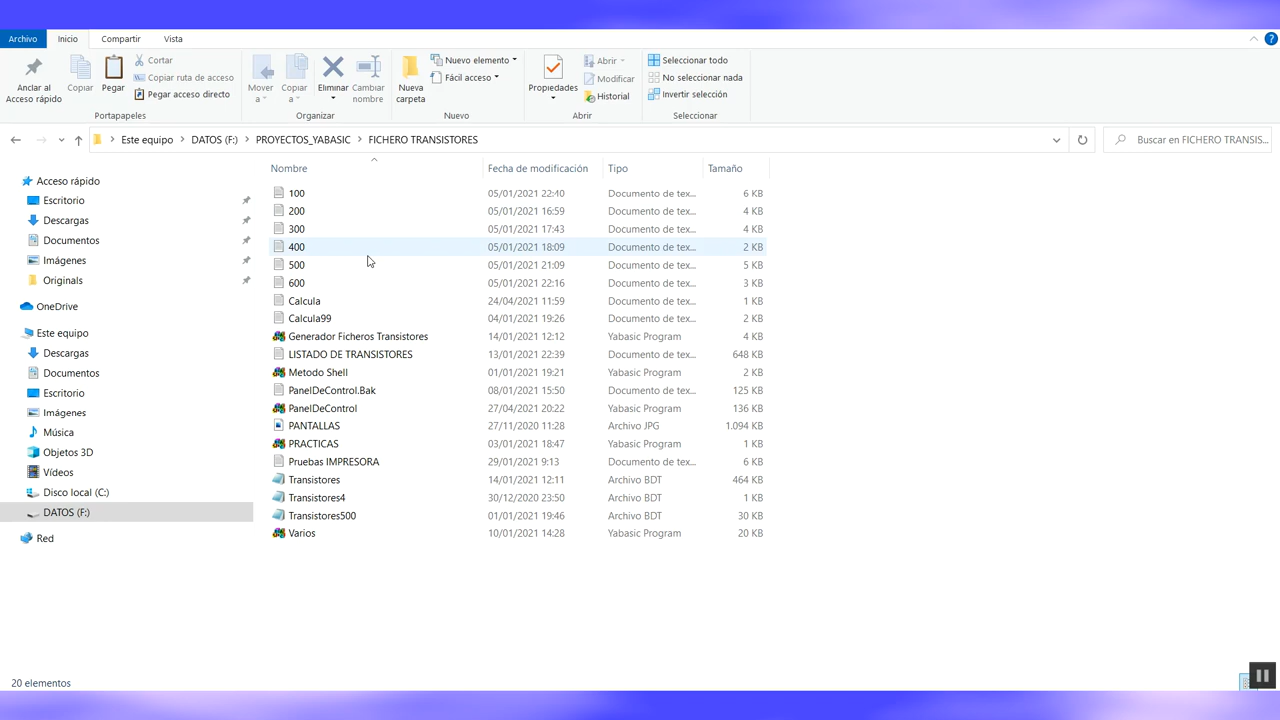 Archivo Inicio Compartir Vista
Anclar al Acceso rápido
Copiar
Pegar
Cortar
Copiar ruta de acceso
Pegar acceso directo
Portapapeles
Mover a
Copiar a
Eliminar
Cambiar nombre
Organizar
Nueva carpeta
Nuevo elemento
Fácil acceso
Nuevo
Propiedades
Abrir
Modificar
Historial
Abrir
Seleccionar todo
No seleccionar nada
Invertir selección
Seleccionar
Este equipo > DATOS (F:) > PROYECTOS_YABASIC > FICHERO TRANSISTORES
Buscar en FICHERO TRANSIS...
Acceso rápido
Escritorio
Descargas
Documentos
Imágenes
Originals
OneDrive
Este equipo
Descargas
Documentos
Escritorio
Imágenes
Música
Objetos 3D
Vídeos
Disco local (C:)
DATOS (F:)
Red
Nombre Fecha de modificación Tipo Tamaño
100 05/01/2021 22:40 Documento de tex... 6 KB
200 05/01/2021 16:59 Documento de tex... 4 KB
300 05/01/2021 17:43 Documento de tex... 4 KB
400 05/01/2021 18:09 Documento de tex... 2 KB
500 05/01/2021 21:09 Documento de tex... 5 KB
600 05/01/2021 22:16 Documento de tex... 3 KB
Calcula 24/04/2021 11:59 Documento de tex... 1 KB
Calcula99 04/01/2021 19:26 Documento de tex... 2 KB
Generador Ficheros Transistores 14/01/2021 12:12 Yabasic Program 4 KB
LISTADO DE TRANSISTORES 13/01/2021 22:39 Documento de tex... 648 KB
Metodo Shell 01/01/2021 19:21 Yabasic Program 2 KB
PanelDeControl.Bak 08/01/2021 15:50 Documento de tex... 125 KB
PanelDeControl 27/04/2021 20:22 Yabasic Program 136 KB
PANTALLAS 27/11/2020 11:28 Archivo JPG 1.094 KB
PRACTICAS 03/01/2021 18:47 Yabasic Program 1 KB
Pruebas IMPRESORA 29/01/2021 9:13 Documento de tex... 6 KB
Transistores 14/01/2021 12:11 Archivo BDT 464 KB
Transistores4 30/12/2020 23:50 Archivo BDT 1 KB
Transistores500 01/01/2021 19:46 Archivo BDT 30 KB
Varios 10/01/2021 14:28 Yabasic Program 20 KB
20 elementos